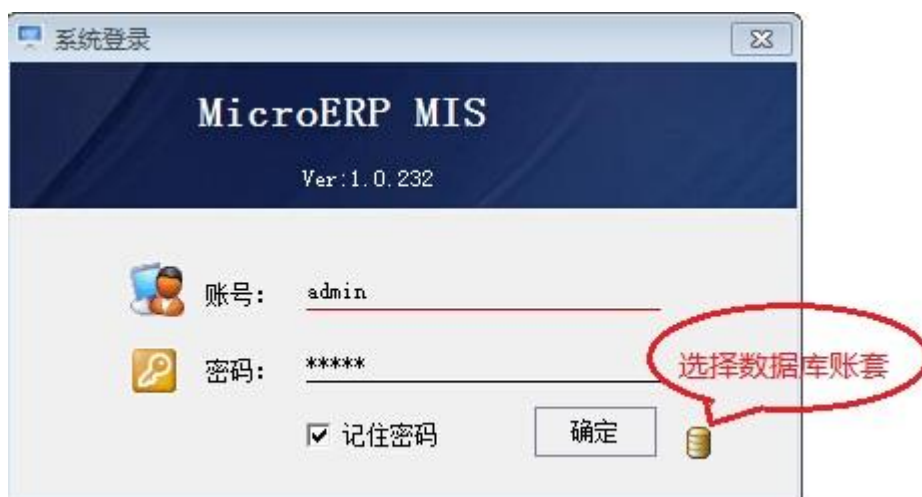 系统登录
MicroERP MIS
Ver:1.0.232
账号: admin
密码: *****
选择数据库账套
记住密码
确定